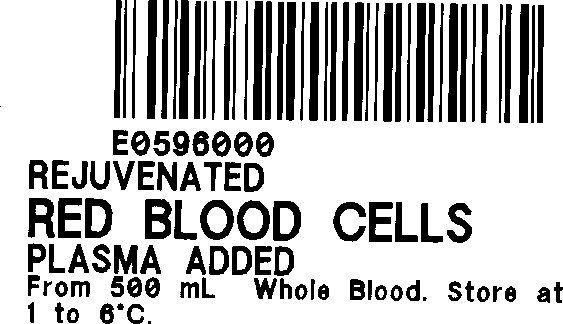 E0596000
REJUVENATED
RED BLOOD CELLS
PLASMA ADDED
From 500 mL Whole Blood. Store at
1 to 6°C.